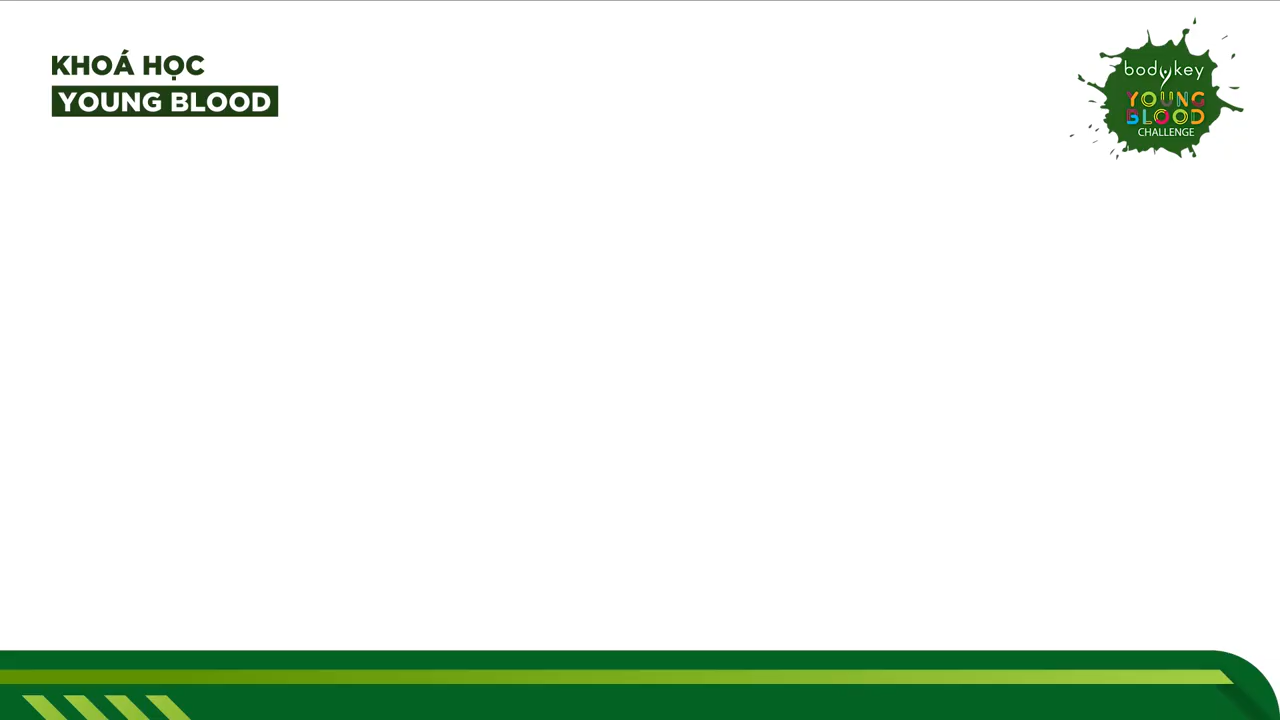 KHOÁ HỌC
YOUNG BLOOD
bodykey
YOUNG
BLOOD
CHALLENGE